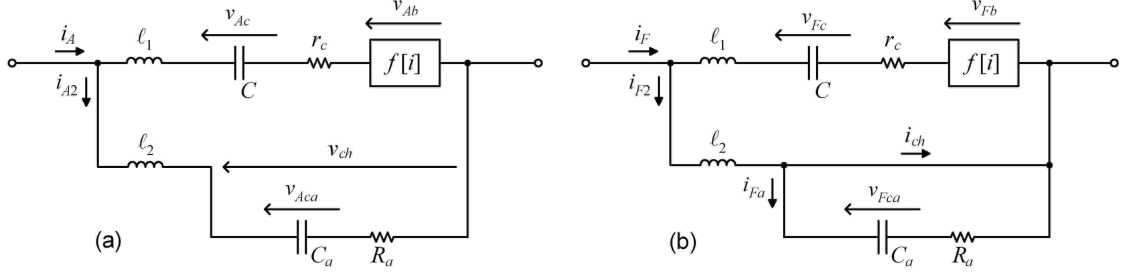 v_Ab v_Fb
i_A v_Ac i_F v_Fc
ℓ_1 r_c ℓ_1 r_c
f[i] f[i]
i_A2 C i_F2 C
ℓ_2 v_ch ℓ_2 i_ch
i_Fa
v_Aca v_Fca
(a) C_a R_a (b) C_a R_a